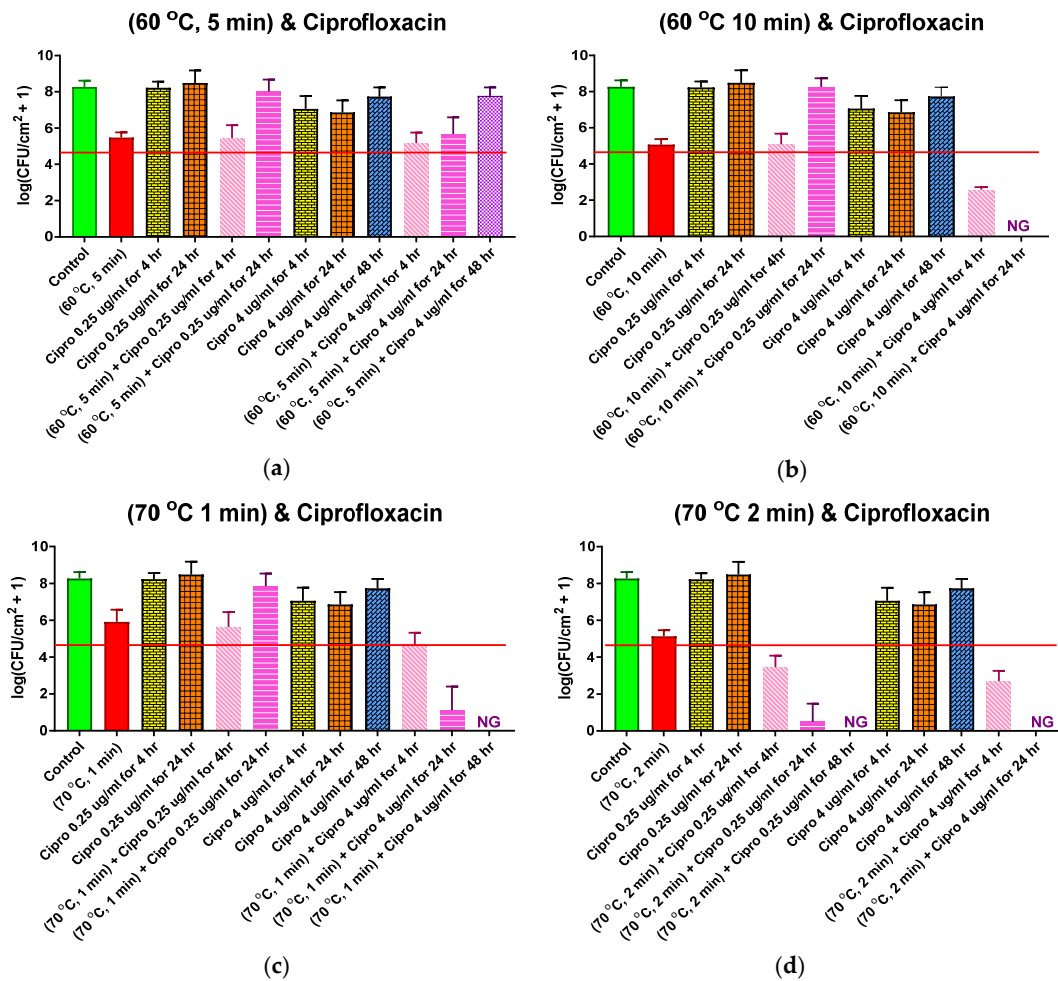 (60 °C, 5 min) & Ciprofloxacin
log(CFU/cm² + 1)
10
8
6
4
2
0
Control
(60 °C, 5 min)
Cipro 0.25 ug/ml for 4 hr
Cipro 0.25 ug/ml for 24 hr
(60 °C, 5 min) + Cipro 0.25 ug/ml for 4 hr
(60 °C, 5 min) + Cipro 0.25 ug/ml for 24 hr
Cipro 4 ug/ml for 4 hr
Cipro 4 ug/ml for 24 hr
Cipro 4 ug/ml for 48 hr
(60 °C, 5 min) + Cipro 4 ug/ml for 4 hr
(60 °C, 5 min) + Cipro 4 ug/ml for 24 hr
(60 °C, 5 min) + Cipro 4 ug/ml for 48 hr
(a)
(60 °C 10 min) & Ciprofloxacin
log(CFU/cm² + 1)
10
8
6
4
2
0
NG
Control
(60 °C, 10 min)
Cipro 0.25 ug/ml for 4 hr
Cipro 0.25 ug/ml for 24 hr
(60 °C, 10 min) + Cipro 0.25 ug/ml for 4hr
(60 °C, 10 min) + Cipro 0.25 ug/ml for 24 hr
Cipro 4 ug/ml for 4 hr
Cipro 4 ug/ml for 24 hr
Cipro 4 ug/ml for 48 hr
(60 °C, 10 min) + Cipro 4 ug/ml for 4 hr
(60 °C, 10 min) + Cipro 4 ug/ml for 24 hr
(b)
(70 °C 1 min) & Ciprofloxacin
log(CFU/cm² + 1)
10
8
6
4
2
0
NG
Control
(70 °C, 1 min)
Cipro 0.25 ug/ml for 4 hr
Cipro 0.25 ug/ml for 24 hr
(70 °C, 1 min) + Cipro 0.25 ug/ml for 4hr
(70 °C, 1 min) + Cipro 0.25 ug/ml for 24 hr
Cipro 4 ug/ml for 4 hr
Cipro 4 ug/ml for 24 hr
Cipro 4 ug/ml for 48 hr
(70 °C, 1 min) + Cipro 4 ug/ml for 4 hr
(70 °C, 1 min) + Cipro 4 ug/ml for 24 hr
(70 °C, 1 min) + Cipro 4 ug/ml for 48 hr
(c)
(70 °C 2 min) & Ciprofloxacin
log(CFU/cm² + 1)
10
8
6
4
2
0
NG
NG
Control
(70 °C, 2 min)
Cipro 0.25 ug/ml for 4 hr
Cipro 0.25 ug/ml for 24 hr
(70 °C, 2 min) + Cipro 0.25 ug/ml for 4hr
(70 °C, 2 min) + Cipro 0.25 ug/ml for 24 hr
(70 °C, 2 min) + Cipro 0.25 ug/ml for 48 hr
Cipro 4 ug/ml for 4 hr
Cipro 4 ug/ml for 24 hr
Cipro 4 ug/ml for 48 hr
(70 °C, 2 min) + Cipro 4 ug/ml for 4 hr
(70 °C, 2 min) + Cipro 4 ug/ml for 24 hr
(d)